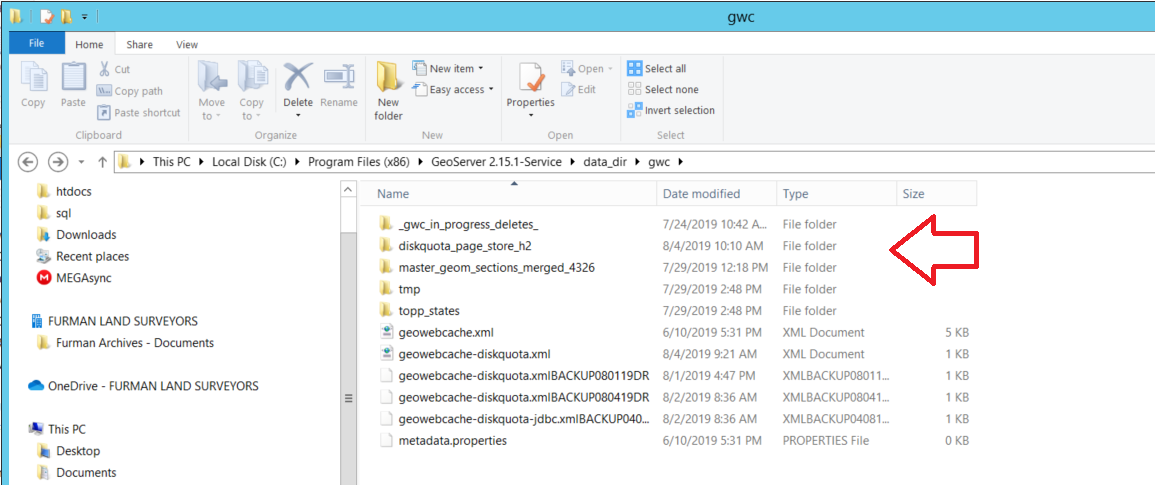 gwc
File Home Share View
Copy
Paste
Cut
Copy path
Paste shortcut
Clipboard
Move to
Copy to
Delete
Rename
Organize
New folder
New item
Easy access
New
Properties
Open
Edit
Open
Select all
Select none
Invert selection
Select
This PC Local Disk (C:) Program Files (x86) GeoServer 2.15.1-Service data_dir gwc
htdocs
sql
Downloads
Recent places
MEGAsync
FURMAN LAND SURVEYORS
Furman Archives - Documents
OneDrive - FURMAN LAND SURVEYORS
This PC
Desktop
Documents
Name Date modified Type Size
_gwc_in_progress_deletes_ 7/24/2019 10:42 A... File folder
diskquota_page_store_h2 8/4/2019 10:10 AM File folder
master_geom_sections_merged_4326 7/29/2019 12:18 PM File folder
tmp 7/29/2019 2:48 PM File folder
topp_states 7/29/2019 2:48 PM File folder
geowebcache.xml 6/10/2019 5:31 PM XML Document 5 KB
geowebcache-diskquota.xml 8/4/2019 9:21 AM XML Document 1 KB
geowebcache-diskquota.xmlBACKUP080119DR 8/1/2019 4:47 PM XMLBACKUP08011... 1 KB
geowebcache-diskquota.xmlBACKUP080419DR 8/2/2019 8:36 AM XMLBACKUP08041... 1 KB
geowebcache-diskquota-jdbc.xmlBACKUP040... 8/2/2019 8:36 AM XMLBACKUP04081... 1 KB
metadata.properties 6/10/2019 5:31 PM PROPERTIES File 0 KB